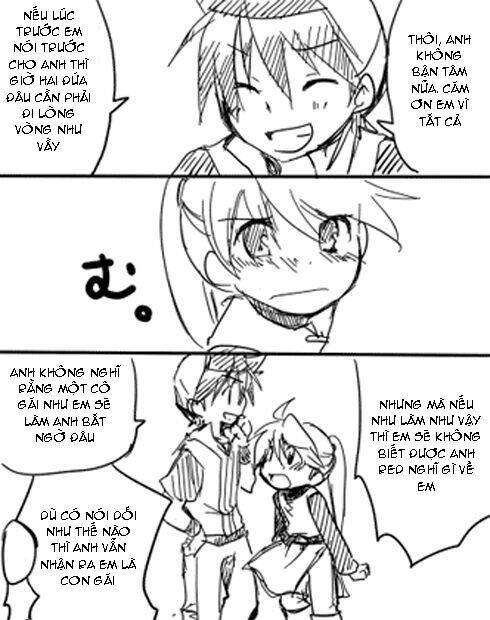 NẾU LÚC
TRƯỚC EM
NÓI TRƯỚC
CHO ANH THÌ
GIỜ HAI ĐỨA
ĐÂU CẦN PHẢI
ĐI LÒNG
VÒNG NHƯ
VẬY
THÔI, ANH
KHÔNG
BẬN TÂM
NỮA. CẢM
ƠN EM VÌ
TẤT CẢ
む。
ANH KHÔNG NGHĨ
RẰNG MỘT CÔ
GÁI NHƯ EM SẼ
LÀM ANH BẤT
NGỜ ĐÂU
NHƯNG MÀ NẾU
NHƯ LÀM NHƯ VẬY
THÌ EM SẼ KHÔNG
BIẾT ĐƯỢC ANH
RED NGHĨ GÌ VỀ
EM
DÙ CÓ NÓI DỐI
NHƯ THẾ NÀO
THÌ ANH VẪN
NHẬN RA EM LÀ
CON GÁI